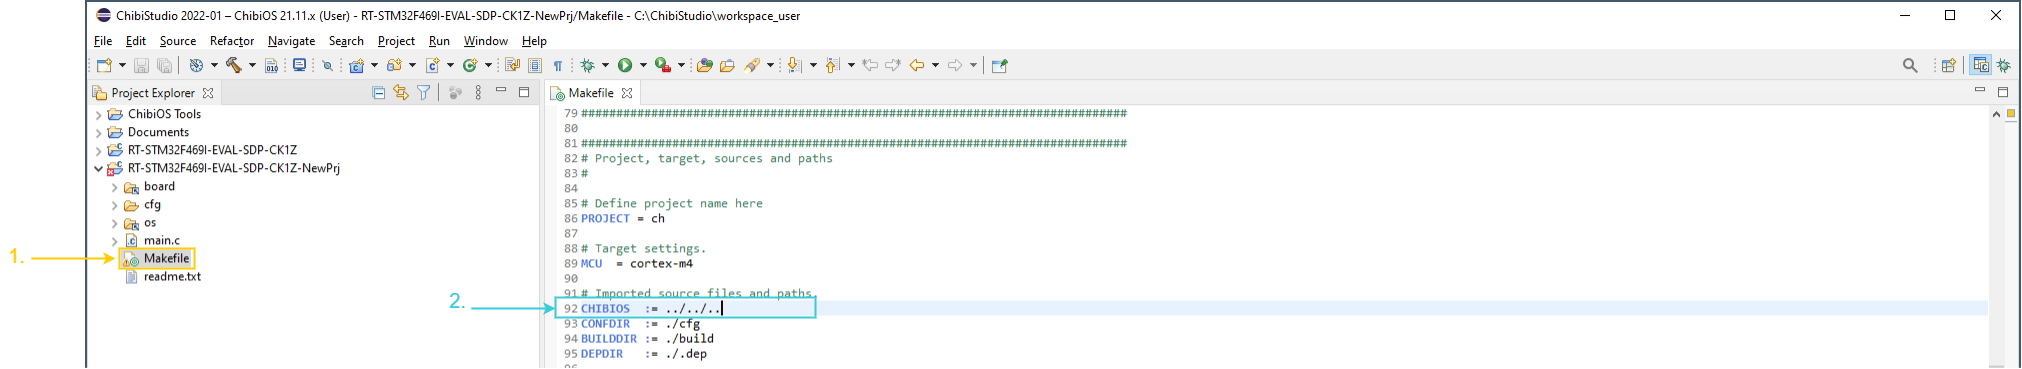 ChibiStudio 2022-01 – ChibiOS 21.11.x (User) - RT-STM32F469I-EVAL-SDP-CK1Z-NewPrj/Makefile - C:\ChibiStudio\workspace_user
File Edit Source Refactor Navigate Search Project Run Window Help
Project Explorer
ChibiOS Tools
Documents
RT-STM32F469I-EVAL-SDP-CK1Z
RT-STM32F469I-EVAL-SDP-CK1Z-NewPrj
board
cfg
os
main.c
1. Makefile
readme.txt
Makefile
79 ##############################################################################
80
81 ##############################################################################
82 # Project, target, sources and paths
83 #
84
85 # Define project name here
86 PROJECT = ch
87
88 # Target settings.
89 MCU  = cortex-m4
90
91 # Imported source files and paths.
2. 92 CHIBIOS  := ../../..
93 CONFDIR  := ./cfg
94 BUILDDIR := ./build
95 DEPDIR   := ./.dep
96